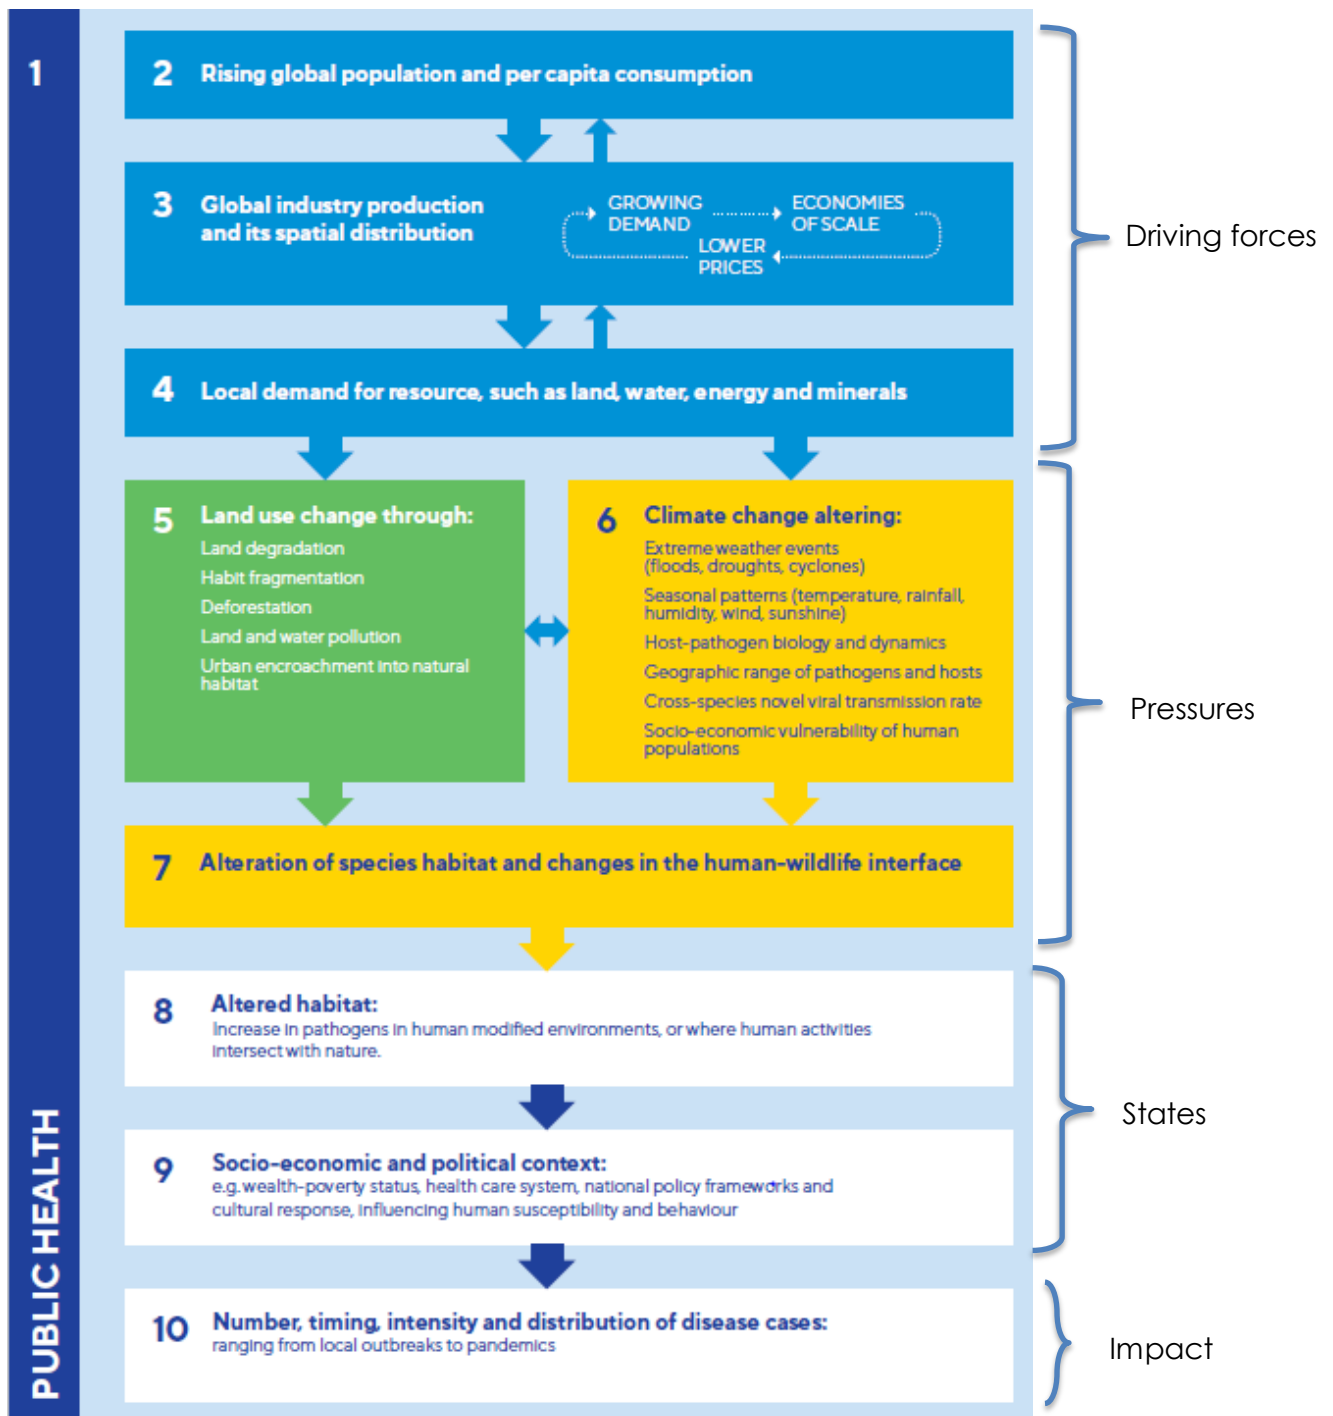 1
PUBLIC HEALTH
2 Rising global population and per capita consumption
3 Global industry production
and its spatial distribution
GROWING
DEMAND
ECONOMIES
OF SCALE
LOWER
PRICES
4 Local demand for resource, such as land, water, energy and minerals
Driving forces
5 Land use change through:
Land degradation
Habit fragmentation
Deforestation
Land and water pollution
Urban encroachment into natural
habitat
6 Climate change altering:
Extreme weather events
(floods, droughts, cyclones)
Seasonal patterns (temperature, rainfall,
humidity, wind, sunshine)
Host-pathogen biology and dynamics
Geographic range of pathogens and hosts
Cross-species novel viral transmission rate
Socio-economic vulnerability of human
populations
7 Alteration of species habitat and changes in the human-wildlife interface
Pressures
8 Altered habitat:
Increase in pathogens in human modified environments, or where human activities
intersect with nature.
9 Socio-economic and political context:
e.g. wealth-poverty status, health care system, national policy frameworks and
cultural response, influencing human susceptibility and behaviour
States
10 Number, timing, intensity and distribution of disease cases:
ranging from local outbreaks to pandemics
Impact